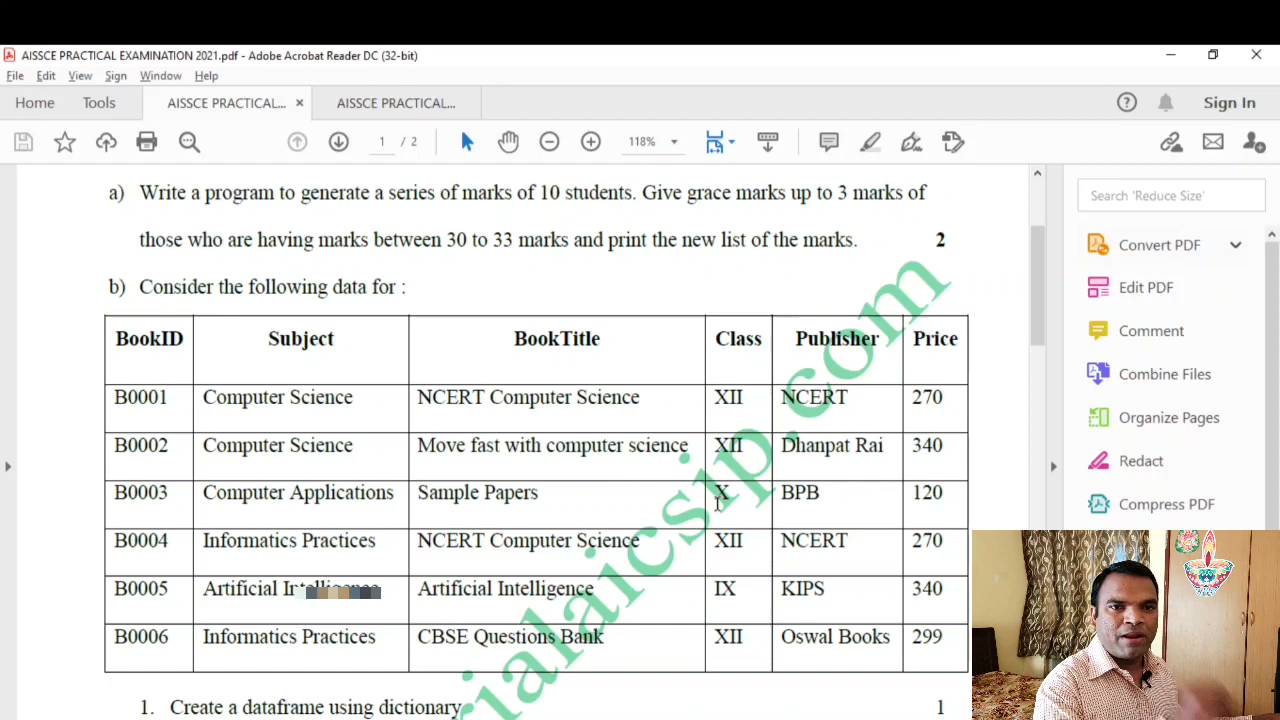 AISSCE PRACTICAL EXAMINATION 2021.pdf - Adobe Acrobat Reader DC (32-bit)
File Edit View Sign Window Help
Home Tools AISSCE PRACTICAL... × AISSCE PRACTICAL... Sign In
1 / 2 118%
a) Write a program to generate a series of marks of 10 students. Give grace marks up to 3 marks of
those who are having marks between 30 to 33 marks and print the new list of the marks. 2
b) Consider the following data for :
BookID Subject BookTitle Class Publisher Price
B0001 Computer Science NCERT Computer Science XII NCERT 270
B0002 Computer Science Move fast with computer science XII Dhanpat Rai 340
B0003 Computer Applications Sample Papers X BPB 120
B0004 Informatics Practices NCERT Computer Science XII NCERT 270
B0005 Artificial Artificial Intelligence IX KIPS 340
B0006 Informatics Practices CBSE Questions Bank XII Oswal Books 299
1. Create a dataframe using dictionary 1
Search 'Reduce Size'
Convert PDF
Edit PDF
Comment
Combine Files
Organize Pages
Redact
Compress PDF
ialaicsip.com